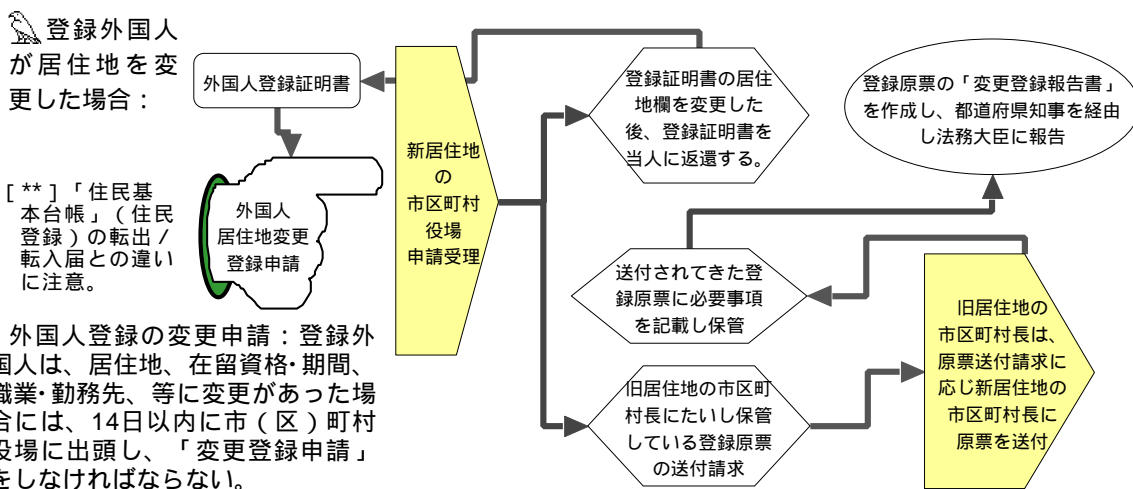 登録外国人
が居住地を変
更した場合：
[ ** ] 「住民基
本台帳」（住民
登録）の転出 /
転入届との違い
に注意。
外国人登録証明書
外国人
居住地変更
登録申請
新居住地
の
市区町村
役場
申請受理
登録証明書の居住
地欄を変更した
後、登録証明書を
当人に返還する。
登録原票の「変更登録報告書」
を作成し、都道府県知事を経由
し法務大臣に報告
送付されてきた登
録原票に必要事項
を記載し保管
旧居住地の市区町
村長にたいし保管
している登録原票
の送付請求
旧居住地の
市区町村長は、
原票送付請求に
応じ新居住地の
市区町村長に
原票を送付
外国人登録の変更申請：登録外
国人は、居住地、在留資格・期間、
職業・勤務先、等に変更があった場
合には、14日以内に市（区）町村
役場に出頭し、「変更登録申請」
をしなければならない。